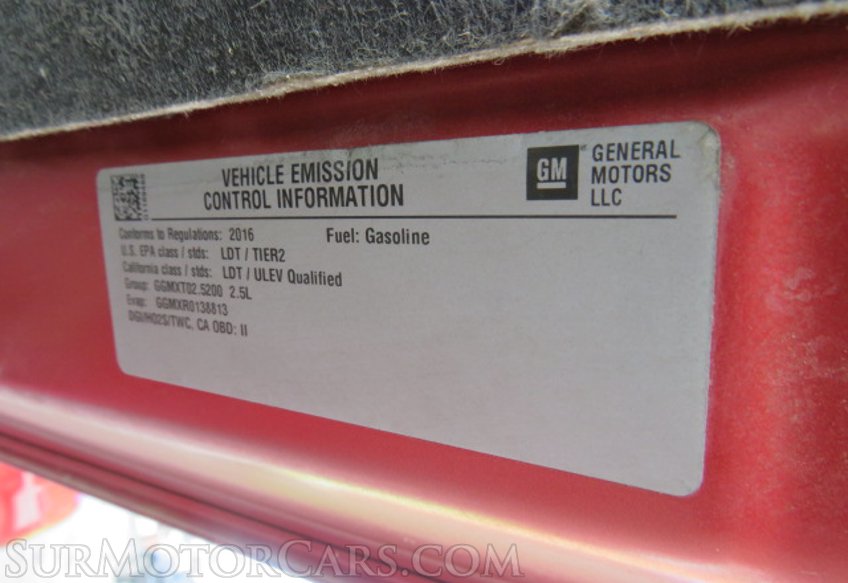 VEHICLE EMISSION
CONTROL INFORMATION
GM
GENERAL
MOTORS
LLC
Conforms to Regulations: 2016
Fuel: Gasoline
U.S. EPA class / stds: LDT / TIER2
California class / stds: LDT / ULEV Qualified
Group: GGMXT02.5200 2.5L
Evap: GGMXR0138813
DGI/HO2S/TWC, CA OBD: II
SURMOTORCARS.COM